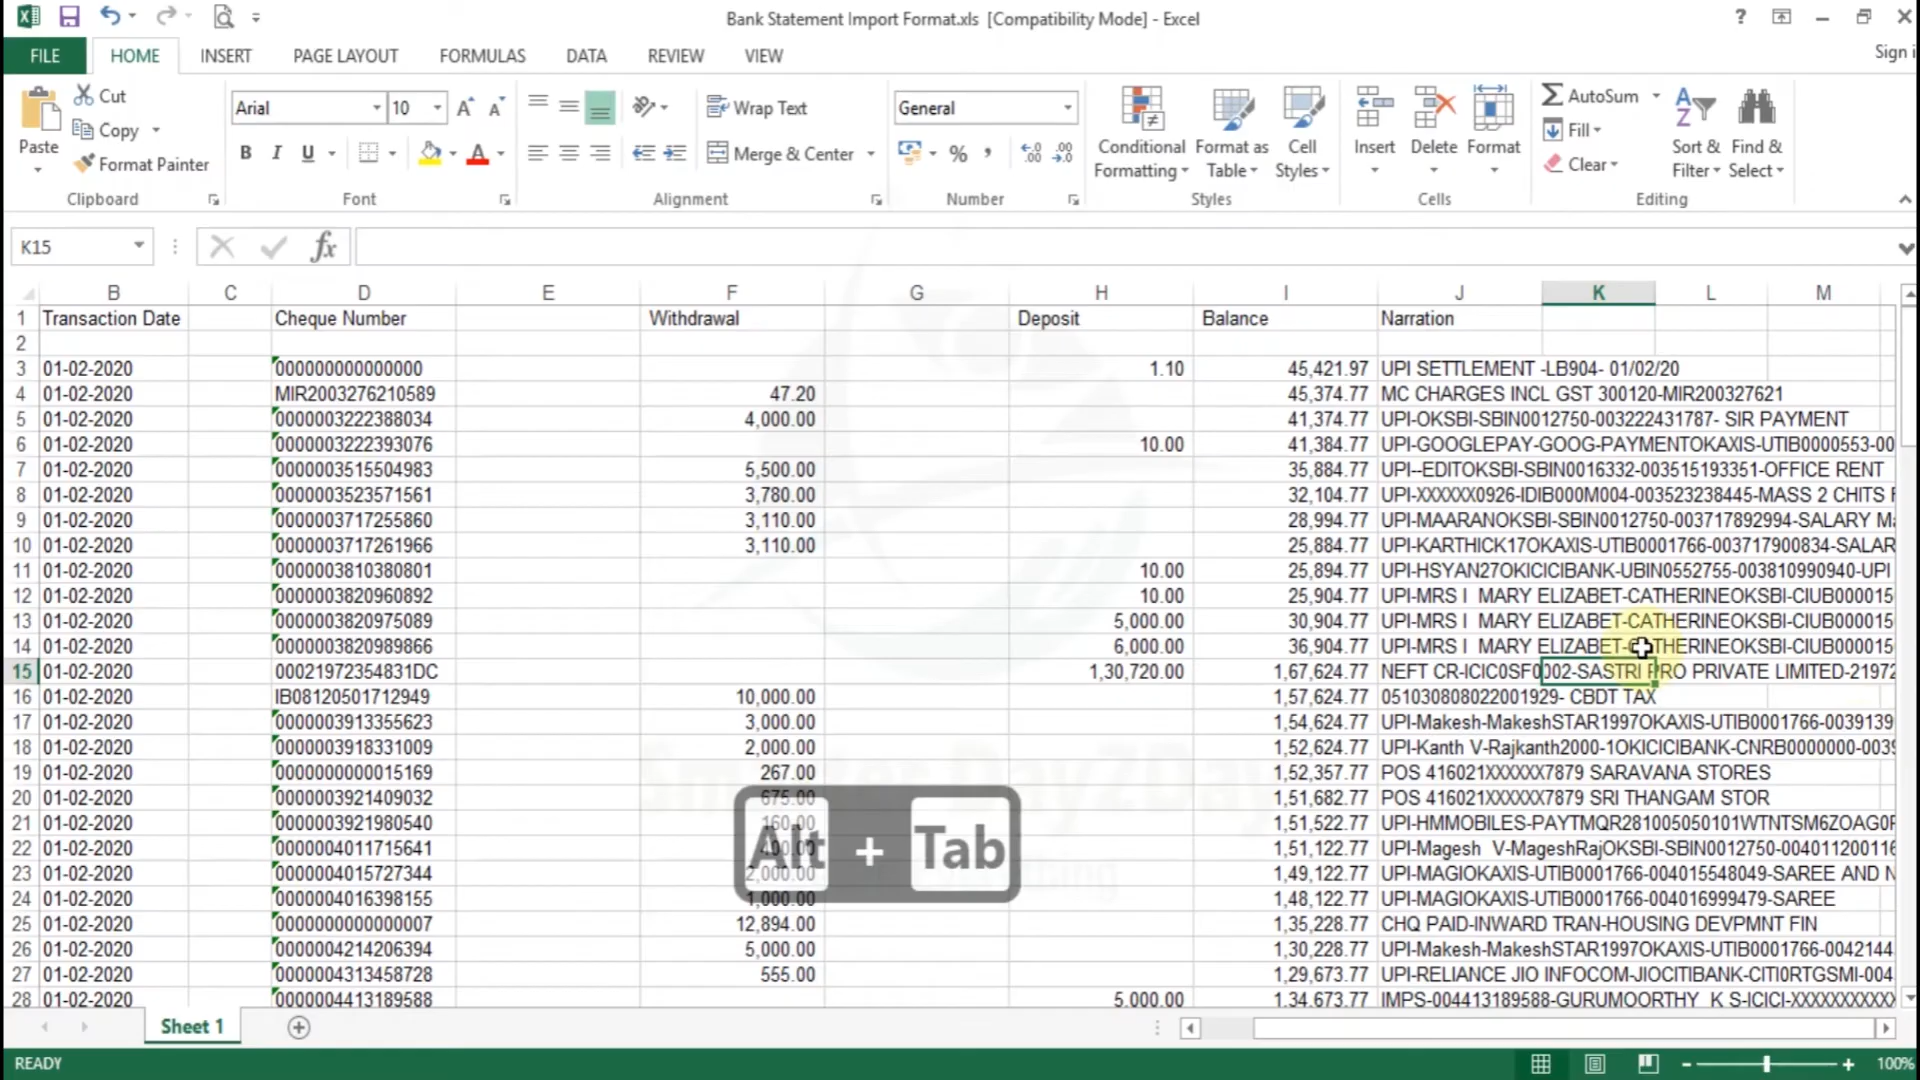 Bank Statement Import Format.xls [Compatibility Mode] - Excel
?
FILE HOME INSERT PAGE LAYOUT FORMULAS DATA REVIEW VIEW
Sign i
Paste
Cut
Copy
Format Painter
Clipboard
Arial 10
B I U
Font
Wrap Text
Merge & Center
Alignment
General
%
Number
Conditional Formatting
Format as Table
Cell Styles
Styles
Insert Delete Format
Cells
AutoSum
Fill
Clear
Sort & Filter
Find & Select
Editing
K15 fx
B C D E F G H I J K L M
1 Transaction Date Cheque Number Withdrawal Deposit Balance Narration
2
3 01-02-2020 000000000000000 1.10 45,421.97 UPI SETTLEMENT -LB904- 01/02/20
4 01-02-2020 MIR2003276210589 47.20 45,374.77 MC CHARGES INCL GST 300120-MIR200327621
5 01-02-2020 0000003222388034 4,000.00 41,374.77 UPI-OKSBI-SBIN0012750-003222431787- SIR PAYMENT
6 01-02-2020 0000003222393076 10.00 41,384.77 UPI-GOOGLEPAY-GOOG-PAYMENTOKAXIS-UTIB0000553-00
7 01-02-2020 0000003515504983 5,500.00 35,884.77 UPI--EDITOKSBI-SBIN0016332-003515193351-OFFICE RENT
8 01-02-2020 0000003523571561 3,780.00 32,104.77 UPI-XXXXXX0926-IDIB000M004-003523238445-MASS 2 CHITS F
9 01-02-2020 0000003717255860 3,110.00 28,994.77 UPI-MAARANOKSBI-SBIN0012750-003717892994-SALARY Ma
10 01-02-2020 0000003717261966 3,110.00 25,884.77 UPI-KARTHICK17OKAXIS-UTIB0001766-003717900834-SALAR
11 01-02-2020 0000003810380801 10.00 25,894.77 UPI-HSYAN27OKICICIBANK-UBIN0552755-003810990940-UPI
12 01-02-2020 0000003820960892 10.00 25,904.77 UPI-MRS I  MARY ELIZABET-CATHERINEOKSBI-CIUB000015
13 01-02-2020 0000003820975089 5,000.00 30,904.77 UPI-MRS I  MARY ELIZABET-CATHERINEOKSBI-CIUB000015
14 01-02-2020 0000003820989866 6,000.00 36,904.77 UPI-MRS I  MARY ELIZABET-CATHERINEOKSBI-CIUB000015
15 01-02-2020 00021972354831DC 1,30,720.00 1,67,624.77 NEFT CR-ICIC0SF0002-SASTRI PRO PRIVATE LIMITED-21972
16 01-02-2020 IB08120501712949 10,000.00 1,57,624.77 051030808022001929- CBDT TAX
17 01-02-2020 0000003913355623 3,000.00 1,54,624.77 UPI-Makesh-MakeshSTAR1997OKAXIS-UTIB0001766-0039139
18 01-02-2020 0000003918331009 2,000.00 1,52,624.77 UPI-Kanth V-Rajkanth2000-1OKICICIBANK-CNRB0000000-0039
19 01-02-2020 0000000000015169 267.00 1,52,357.77 POS 416021XXXXXX7879 SARAVANA STORES
20 01-02-2020 0000003921409032 675.00 1,51,682.77 POS 416021XXXXXX7879 SRI THANGAM STOR
21 01-02-2020 0000003921980540 160.00 1,51,522.77 UPI-HMMOBILES-PAYTMQR281005050101WTNTSM6ZOAG0F
22 01-02-2020 0000004011715641 400.00 1,51,122.77 UPI-Magesh  V-MageshRajOKSBI-SBIN0012750-004011200116
23 01-02-2020 0000004015727344 2,000.00 1,49,122.77 UPI-MAGIOKAXIS-UTIB0001766-004015548049-SAREE AND N
24 01-02-2020 0000004016398155 1,000.00 1,48,122.77 UPI-MAGIOKAXIS-UTIB0001766-004016999479-SAREE
25 01-02-2020 0000000000000007 12,894.00 1,35,228.77 CHQ PAID-INWARD TRAN-HOUSING DEVPMNT FIN
26 01-02-2020 0000004214206394 5,000.00 1,30,228.77 UPI-Makesh-MakeshSTAR1997OKAXIS-UTIB0001766-0042144
27 01-02-2020 0000004313458728 555.00 1,29,673.77 UPI-RELIANCE JIO INFOCOM-JIOCITIBANK-CITI0RTGSMI-004
28 01-02-2020 0000004413189588 5,000.00 1,34,673.77 IMPS-004413189588-GURUMOORTHY  K S-ICICI-XXXXXXXXXX
Alt + Tab
Sheet 1
READY
100%